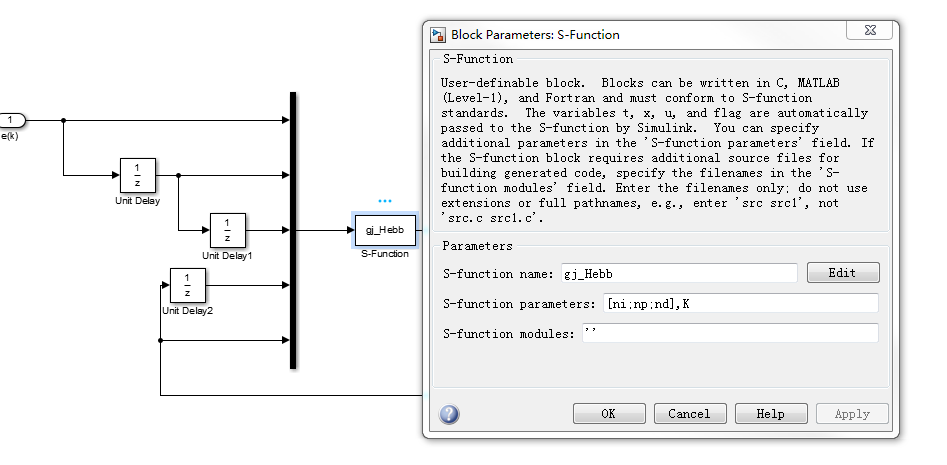 1
e(k)
1
z
Unit Delay
1
z
Unit Delay1
1
z
Unit Delay2
gj_Hebb
S-Function
Block Parameters: S-Function
S-Function
User-definable block.  Blocks can be written in C, MATLAB
(Level-1), and Fortran and must conform to S-function
standards.  The variables t, x, u, and flag are automatically
passed to the S-function by Simulink.  You can specify
additional parameters in the 'S-function parameters' field. If
the S-function block requires additional source files for
building generated code, specify the filenames in the 'S-
function modules' field. Enter the filenames only; do not use
extensions or full pathnames, e.g., enter 'src src1', not
'src.c src1.c'.
Parameters
S-function name: gj_Hebb
Edit
S-function parameters: [ni;np;nd],K
S-function modules: ''
?
OK
Cancel
Help
Apply